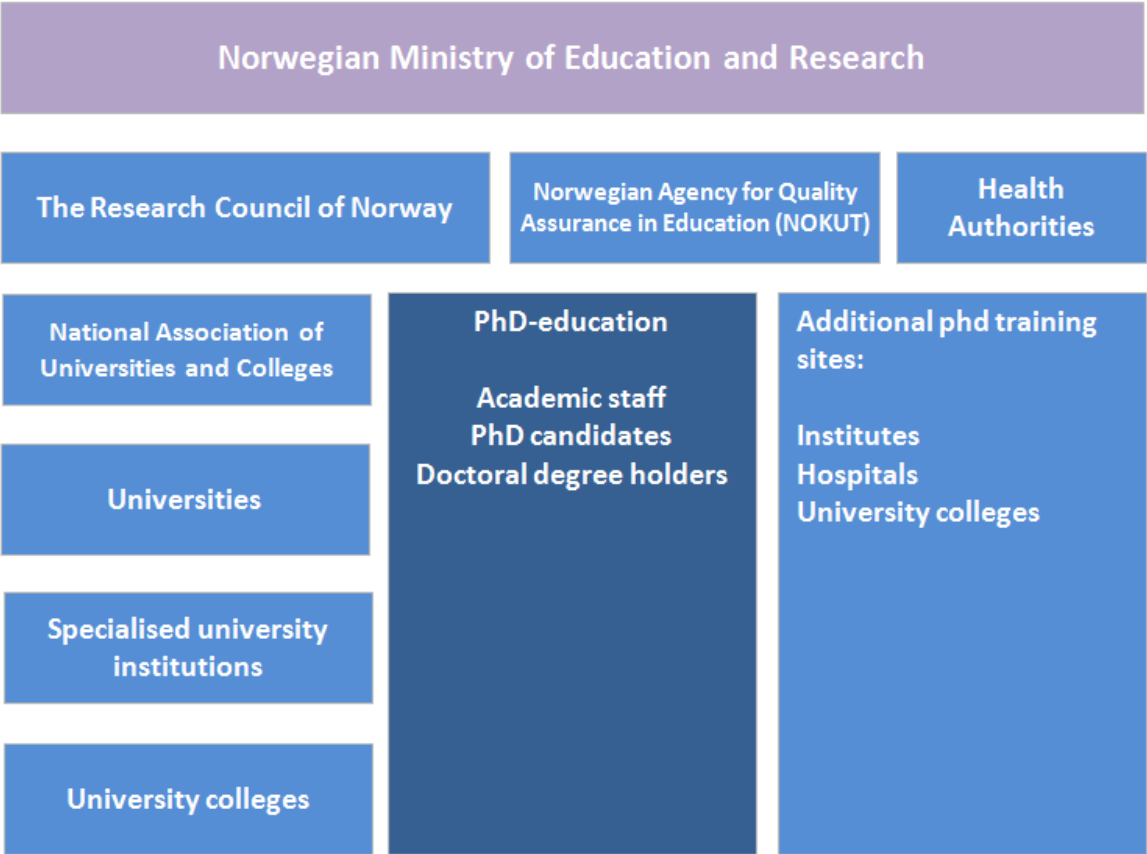 Norwegian Ministry of Education and Research
The Research Council of Norway
Norwegian Agency for Quality
Assurance in Education (NOKUT)
Health
Authorities
National Association of
Universities and Colleges
Universities
Specialised university
institutions
University colleges
PhD-education
Academic staff
PhD candidates
Doctoral degree holders
Additional phd training
sites:
Institutes
Hospitals
University colleges